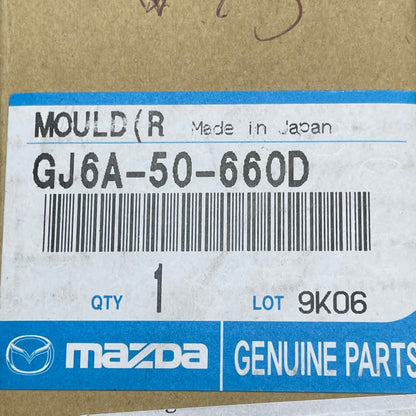 MOULD(R Made in Japan
GJ6A-50-660D
QTY 1 LOT 9K06
mazda GENUINE PARTS